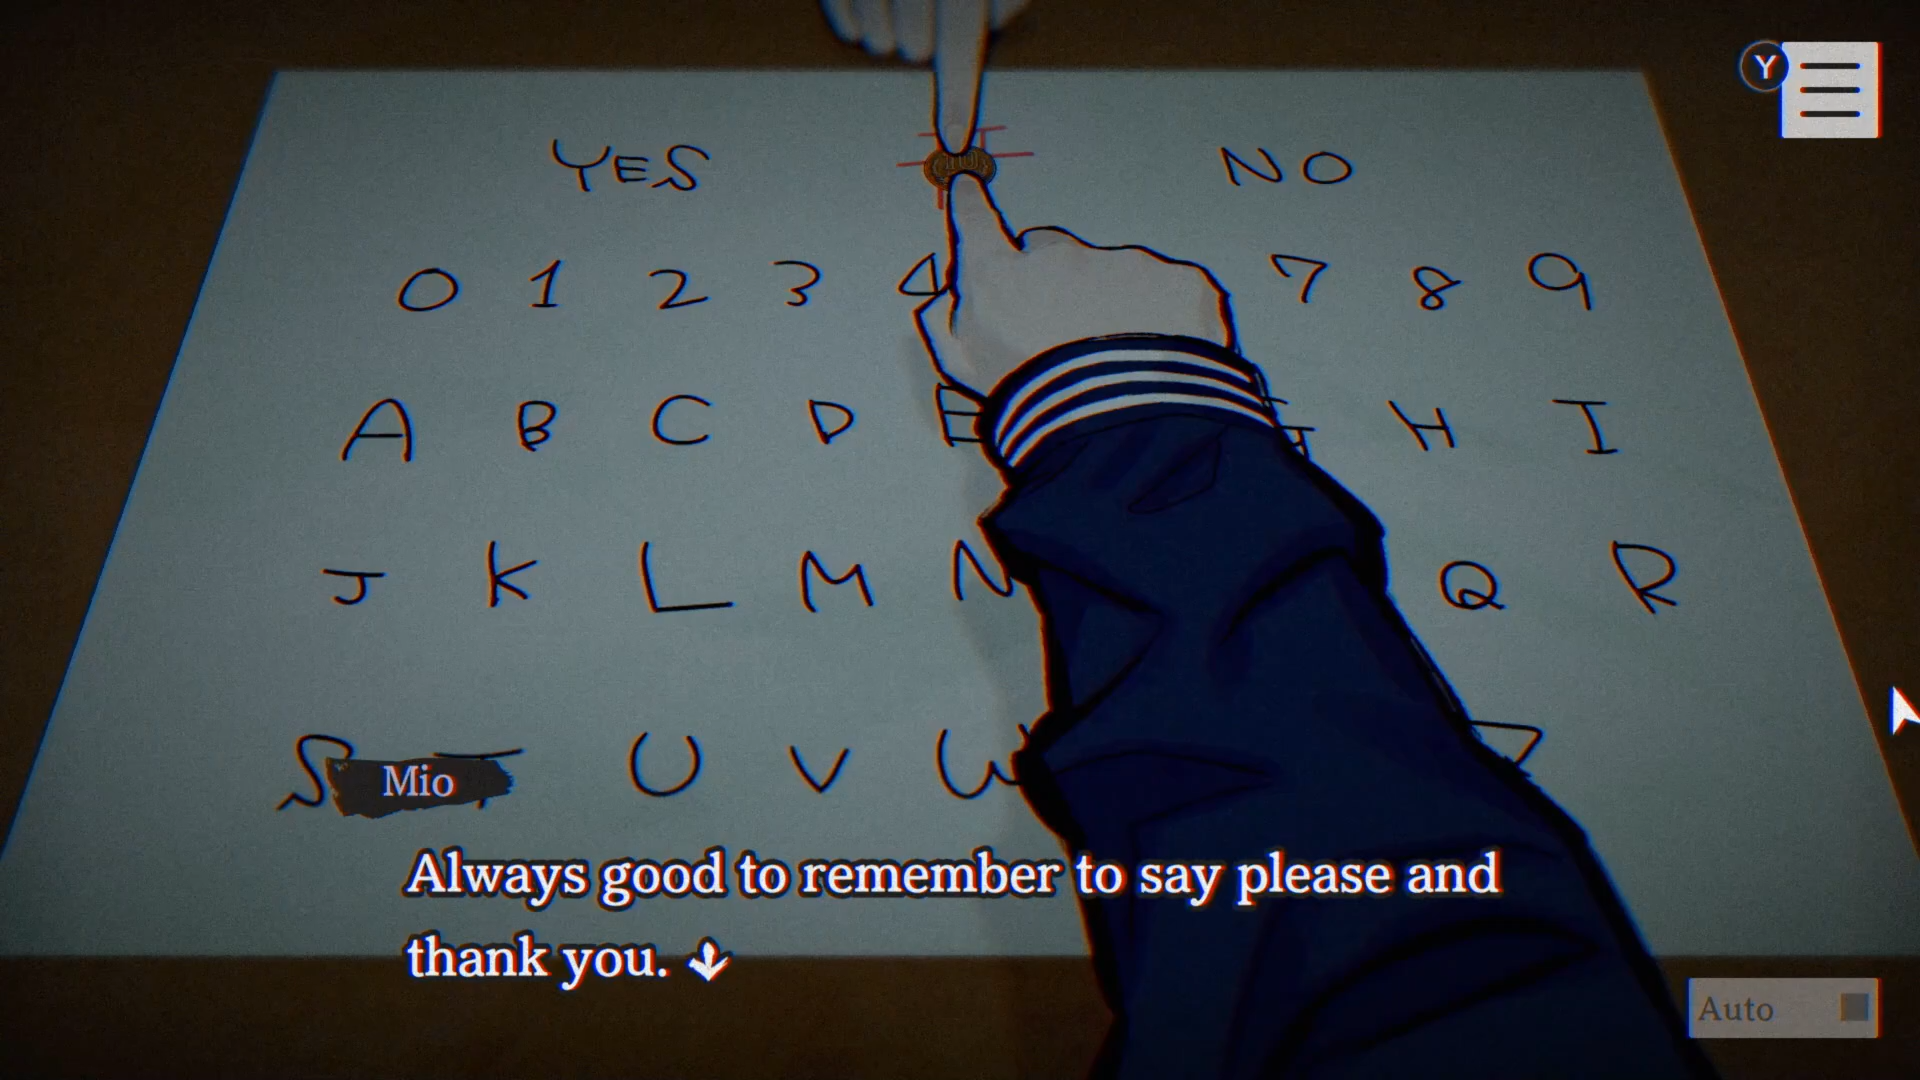 Y
YES NO
0 1 2 3 4 7 8 9
A B C D E G H I
J K L M N Q R
S T U V W Z
Mio
Always good to remember to say please and
thank you.
Auto